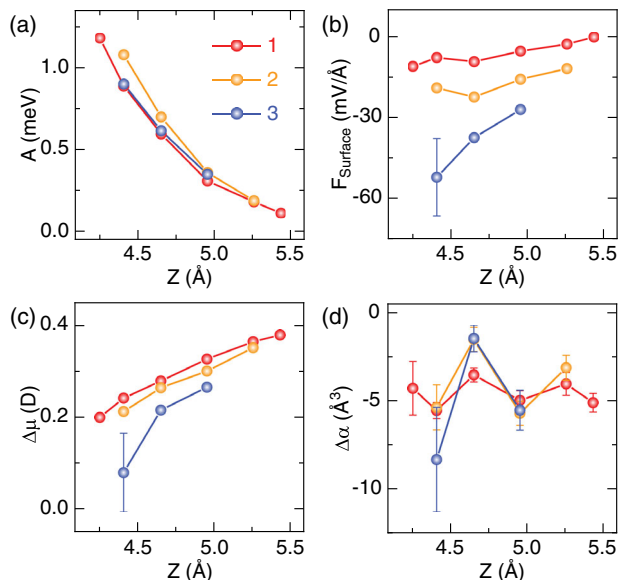 (a)
A (meV)
1.0
0.5
0.0
1
2
3
4.5
5.0
5.5
Z (Å)
(b)
F_Surface (mV/Å)
0
-30
-60
4.5
5.0
5.5
Z (Å)
(c)
Δμ (D)
0.4
0.2
0.0
4.5
5.0
5.5
Z (Å)
(d)
Δα (Å³)
0
-5
-10
4.5
5.0
5.5
Z (Å)